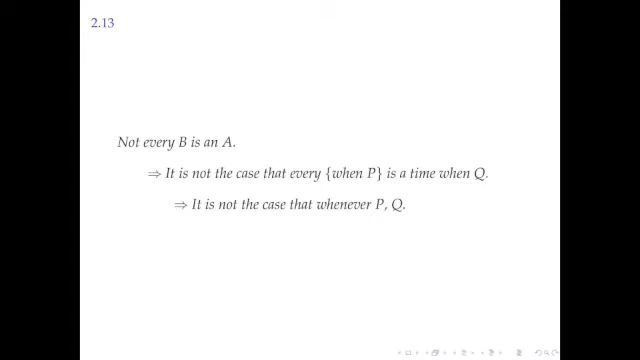 2.13
Not every B is an A.
⇒ It is not the case that every {when P} is a time when Q.
⇒ It is not the case that whenever P, Q.